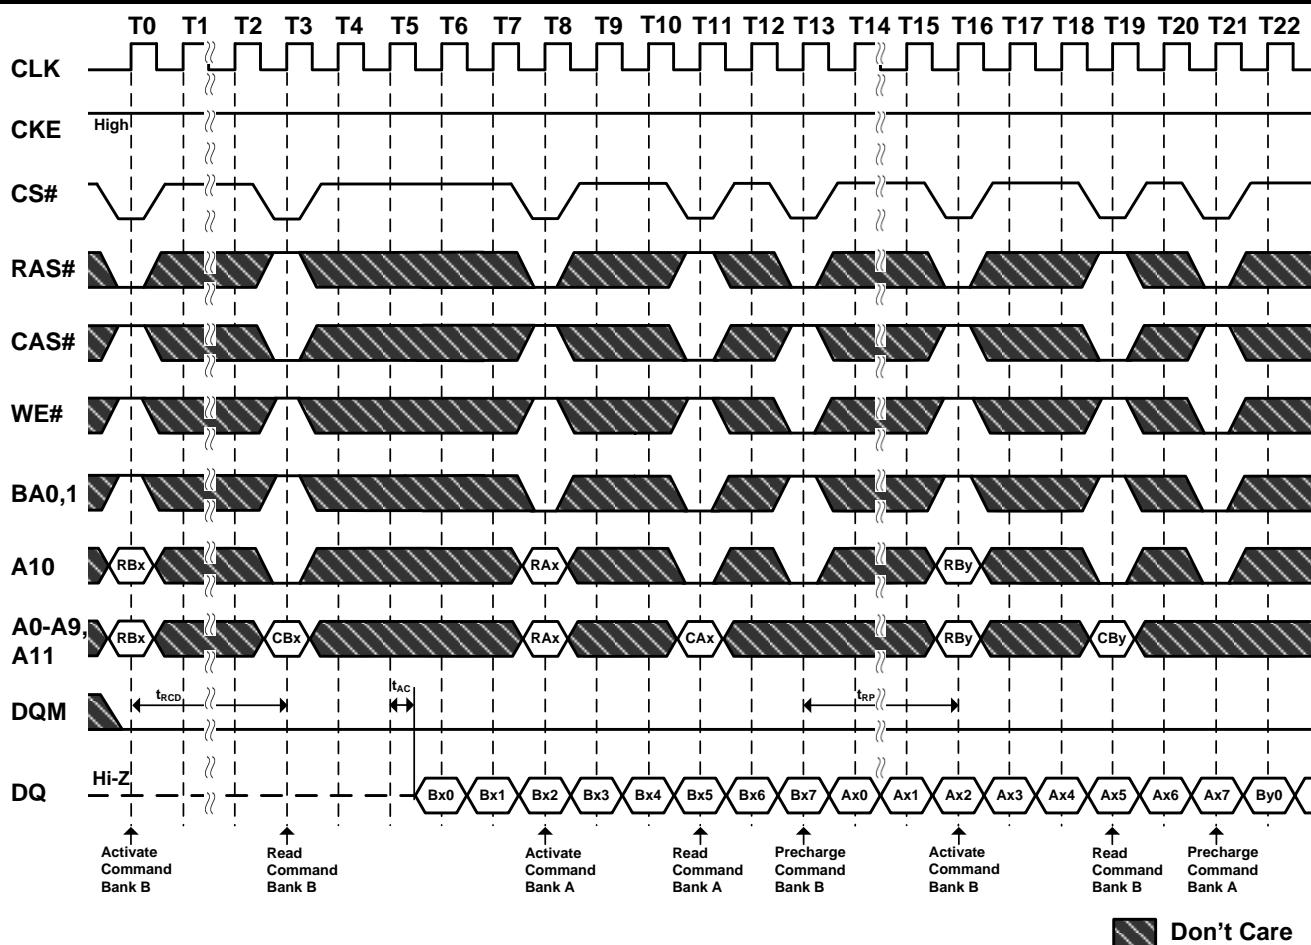 T0 T1 T2 T3 T4 T5 T6 T7 T8 T9 T10 T11 T12 T13 T14 T15 T16 T17 T18 T19 T20 T21 T22
CLK
CKE High
CS#
RAS#
CAS#
WE#
BA0,1
A10 RBx RAx RBy
A0-A9,
A11 RBx CBx RAx CAx RBy CBy
DQM tRCD tAC tRP
DQ Hi-Z Bx0 Bx1 Bx2 Bx3 Bx4 Bx5 Bx6 Bx7 Ax0 Ax1 Ax2 Ax3 Ax4 Ax5 Ax6 Ax7 By0
Activate
Command
Bank B
Read
Command
Bank B
Activate
Command
Bank A
Read
Command
Bank A
Precharge
Command
Bank B
Activate
Command
Bank B
Read
Command
Bank B
Precharge
Command
Bank A
Don't Care